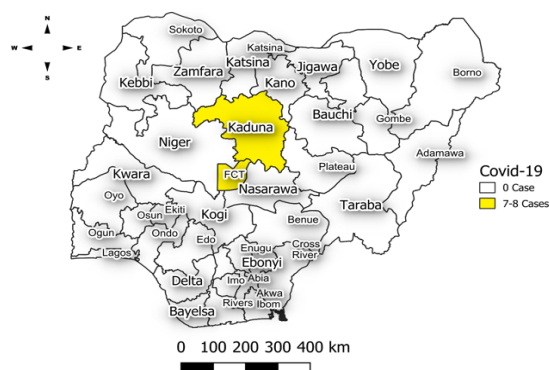 N
W E
S
Sokoto
Katsina
Zamfara
Katsina
Jigawa
Yobe
Borno
Kebbi
Kano
Kaduna
Bauchi
Gombe
Niger
Adamawa
Plateau
FCT
Nasarawa
Kwara
Taraba
Oyo
Ekiti
Osun
Kogi
Benue
Ogun
Ondo
Edo
Lagos
Enugu
Cross
River
Ebonyi
Delta
Imo
Abia
Akwa
Ibom
Rivers
Bayelsa
Covid-19
0 Case
7-8 Cases
0 100 200 300 400 km